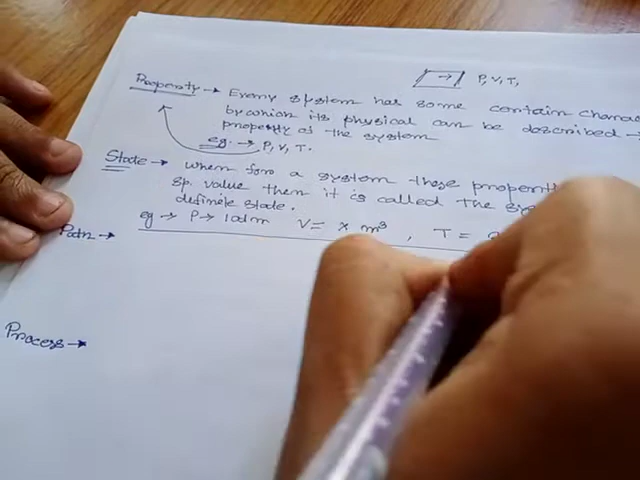 P, V, T,
Property → Every system has some certain charac
by which its physical can be described →
property of the system
eg. → P, V, T.
State → when for a system these propert
sp. value then it is called the sy
definite state.
eg → P → 1 atm V = x m³ , T =
Path →
Process →